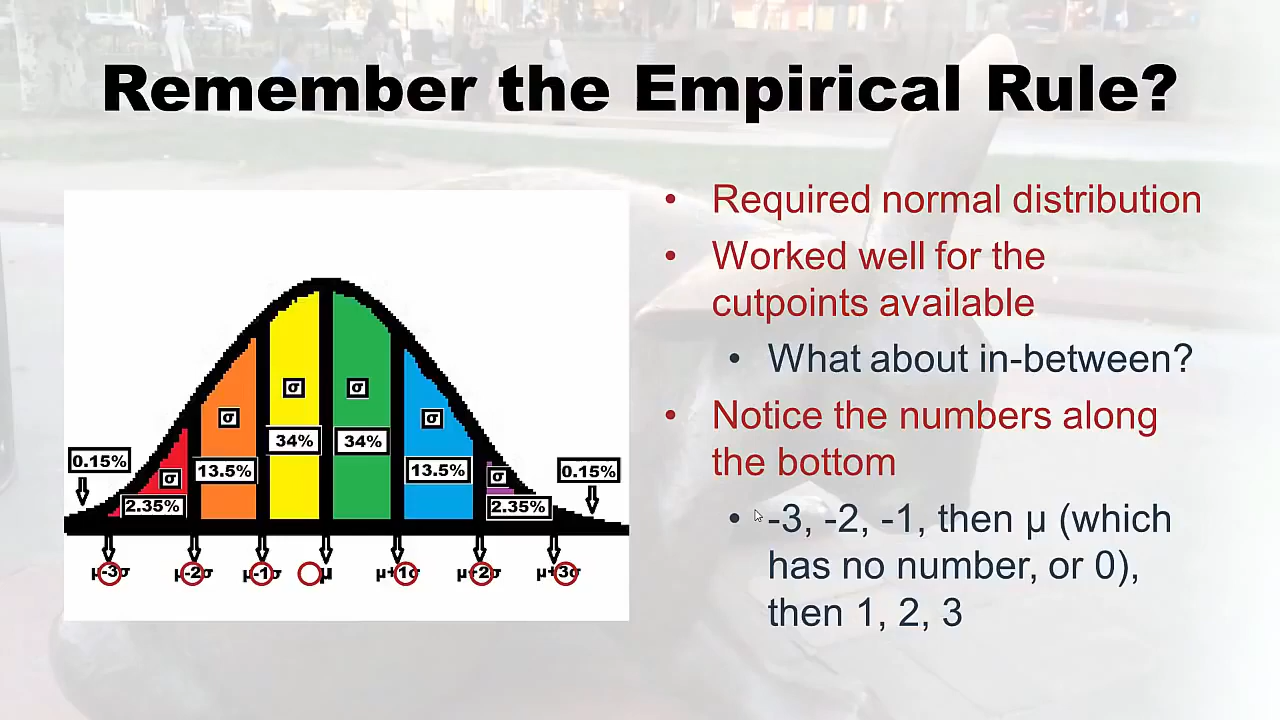 Remember the Empirical Rule?
• Required normal distribution
• Worked well for the
cutpoints available
• What about in-between?
• Notice the numbers along
the bottom
• -3, -2, -1, then µ (which
has no number, or 0),
then 1, 2, 3
σ σ
σ σ
34% 34%
0.15% 13.5% 13.5% 0.15%
σ σ
2.35% 2.35%
µ-3σ µ-2σ µ-1σ µ µ+1σ µ+2σ µ+3σ